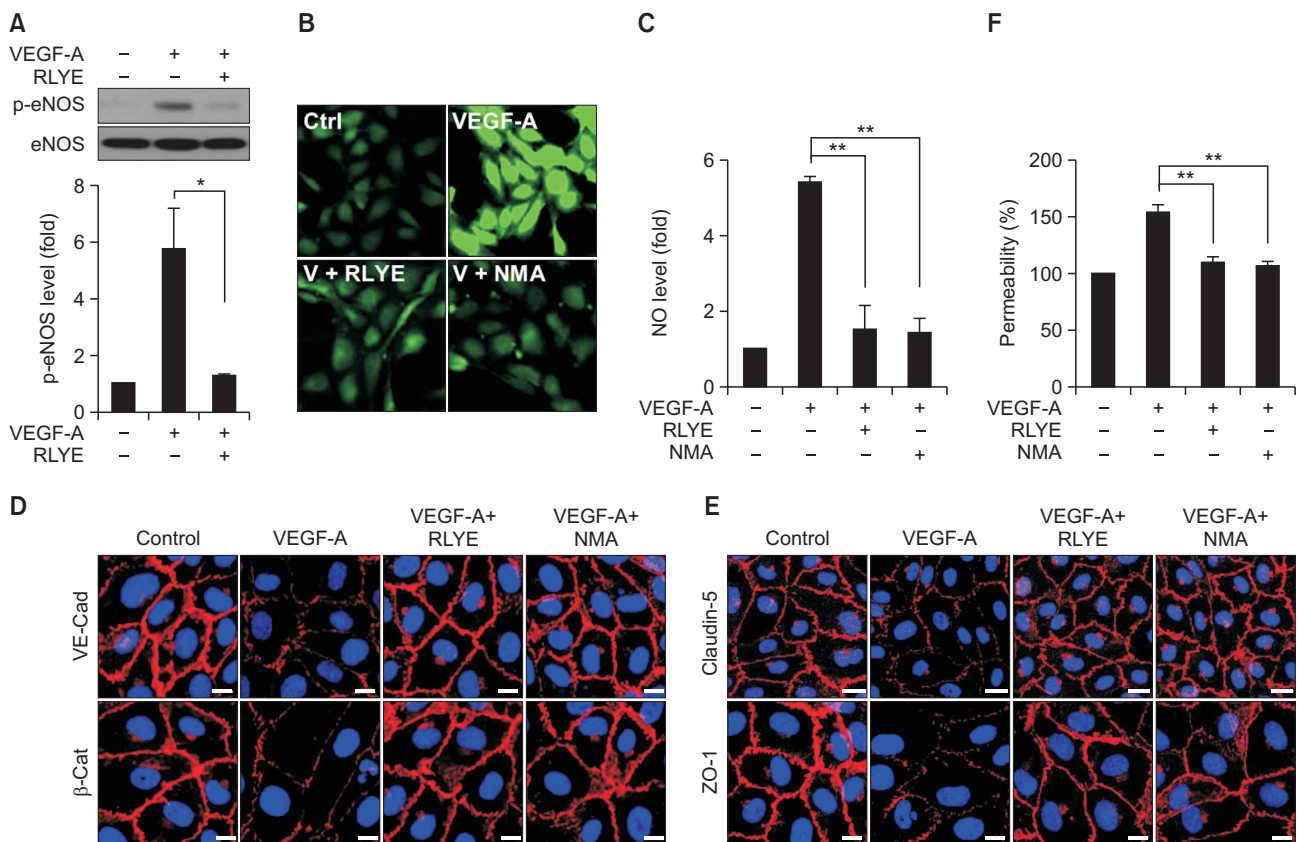 A
VEGF-A – + +
RLYE – – +
p-eNOS
eNOS
p-eNOS level (fold)
8
6
4
2
0
VEGF-A – + +
RLYE – – +
*
B
Ctrl VEGF-A
V + RLYE V + NMA
C
NO level (fold)
6
4
2
0
**
**
VEGF-A – + + +
RLYE – – + –
NMA – – – +
F
Permeability (%)
200
150
100
50
0
**
**
VEGF-A – + + +
RLYE – – + –
NMA – – – +
D
Control VEGF-A VEGF-A+ RLYE VEGF-A+ NMA
VE-Cad
β-Cat
E
Control VEGF-A VEGF-A+ RLYE VEGF-A+ NMA
Claudin-5
ZO-1